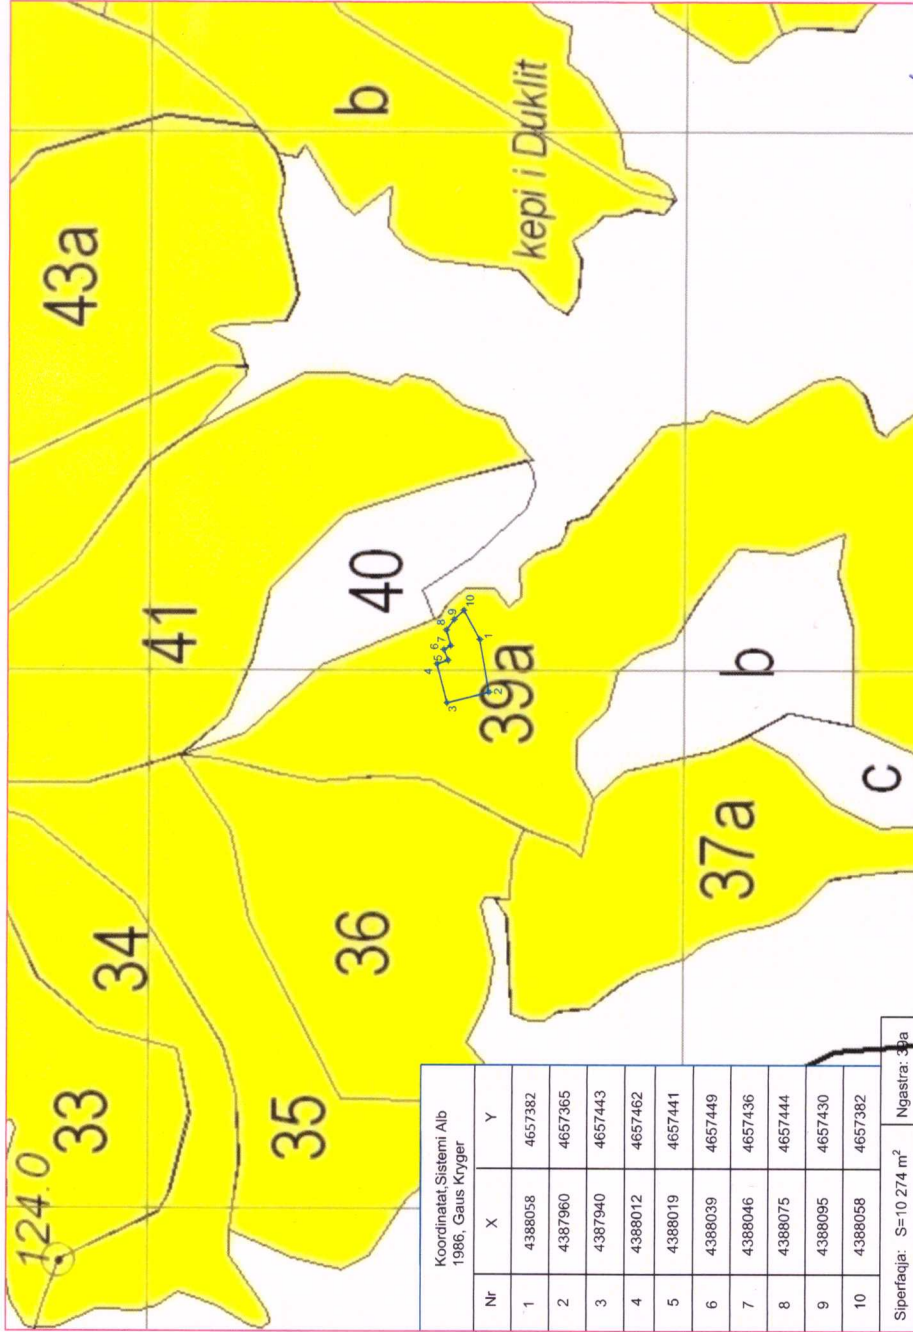 124.0
33
34
35
36
41
43a
b
kepi i Duklit
40
4
5
6
7
8
9
10
3
2
1
39a
37a
b
c
Koordinatat,Sistemi Alb
1986, Gaus Kryger
Nr X Y
1 4388058 4657382
2 4387960 4657365
3 4387940 4657443
4 4388012 4657462
5 4388019 4657441
6 4388039 4657449
7 4388046 4657436
8 4388075 4657444
9 4388095 4657430
10 4388058 4657382
Siperfaqja: S=10 274 m² Ngastra: 39a